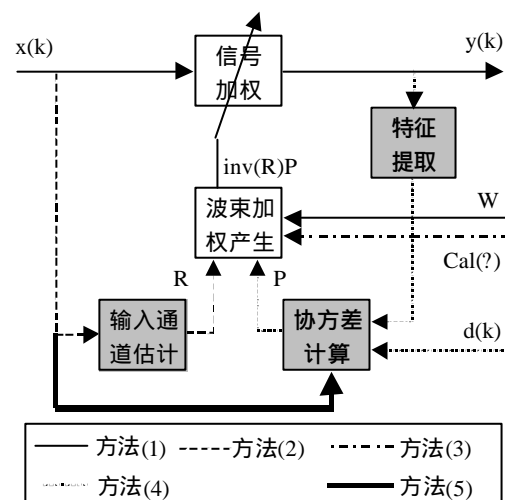 x(k)
信号
加权
y(k)
特征
提取
inv(R)P
波束加
权产生
W
Cal(?)
R
P
输入通
道估计
协方差
计算
d(k)
方法(1)
方法(2)
方法(3)
方法(4)
方法(5)